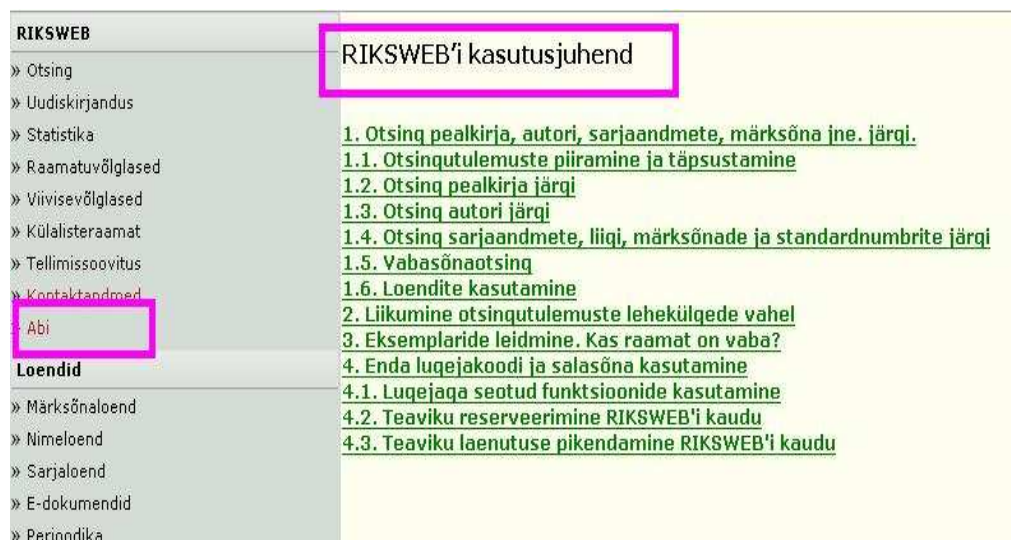 RIKSWEB
» Otsing
» Uudiskirjandus
» Statistika
» Raamatuvõlglased
» Viivisevõlglased
» Külalisteraamat
» Tellimissoovitus
» Kontaktandmed
» Abi
Loendid
» Märksõnaloend
» Nimeloend
» Sarjaloend
» E-dokumendid
» Perioodika
RIKSWEB'i kasutusjuhend
1. Otsing pealkirja, autori, sarjaandmete, märksõna jne. järgi.
1.1. Otsingutulemuste piiramine ja täpsustamine
1.2. Otsing pealkirja järgi
1.3. Otsing autori järgi
1.4. Otsing sarjaandmete, liigi, märksõnade ja standardnumbrite järgi
1.5. Vabasõnaotsing
1.6. Loendite kasutamine
2. Liikumine otsingutulemuste lehekülgede vahel
3. Eksemplaride leidmine. Kas raamat on vaba?
4. Enda lugejakoodi ja salasõna kasutamine
4.1. Lugejaga seotud funktsioonide kasutamine
4.2. Teaviku reserveerimine RIKSWEB'i kaudu
4.3. Teaviku laenutuse pikendamine RIKSWEB'i kaudu